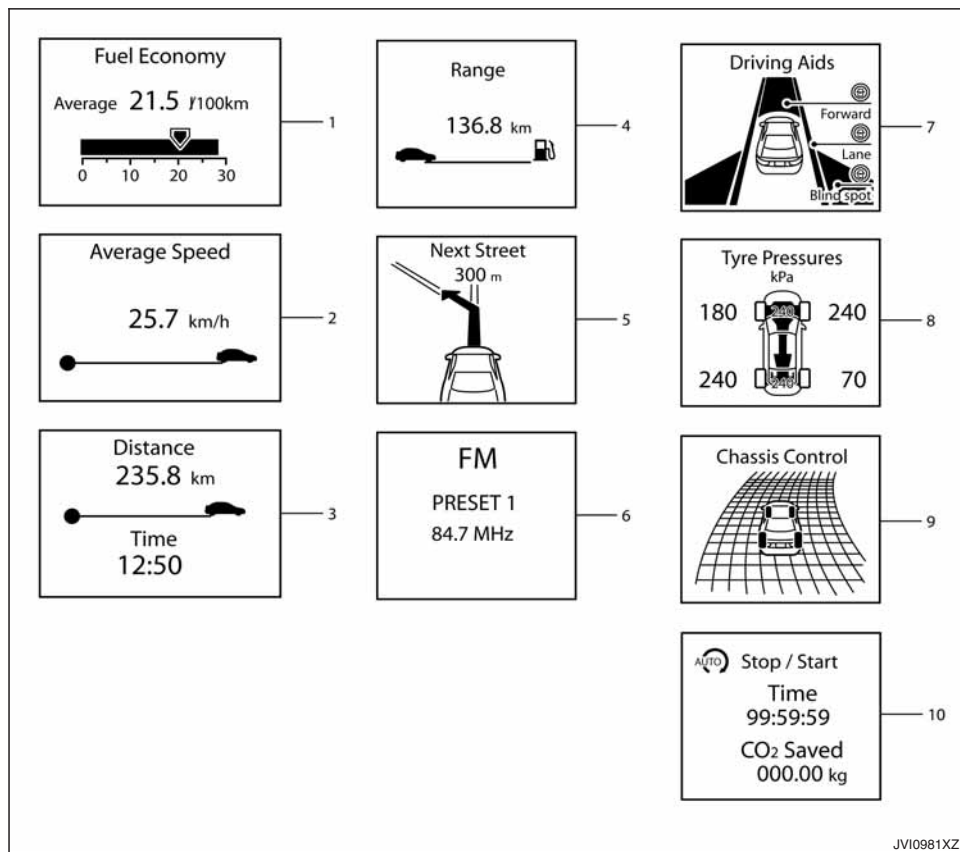 Fuel Economy
Average 21.5 l/100km
0 10 20 30
1
Average Speed
25.7 km/h
2
Distance
235.8 km
Time
12:50
3
Range
136.8 km
4
Next Street
300 m
5
FM
PRESET 1
84.7 MHz
6
Driving Aids
Forward
Lane
Blind spot
7
Tyre Pressures
kPa
180 240 240
240 240 70
8
Chassis Control
9
AUTO Stop / Start
Time
99:59:59
CO2 Saved
000.00 kg
10
JVI0981XZ